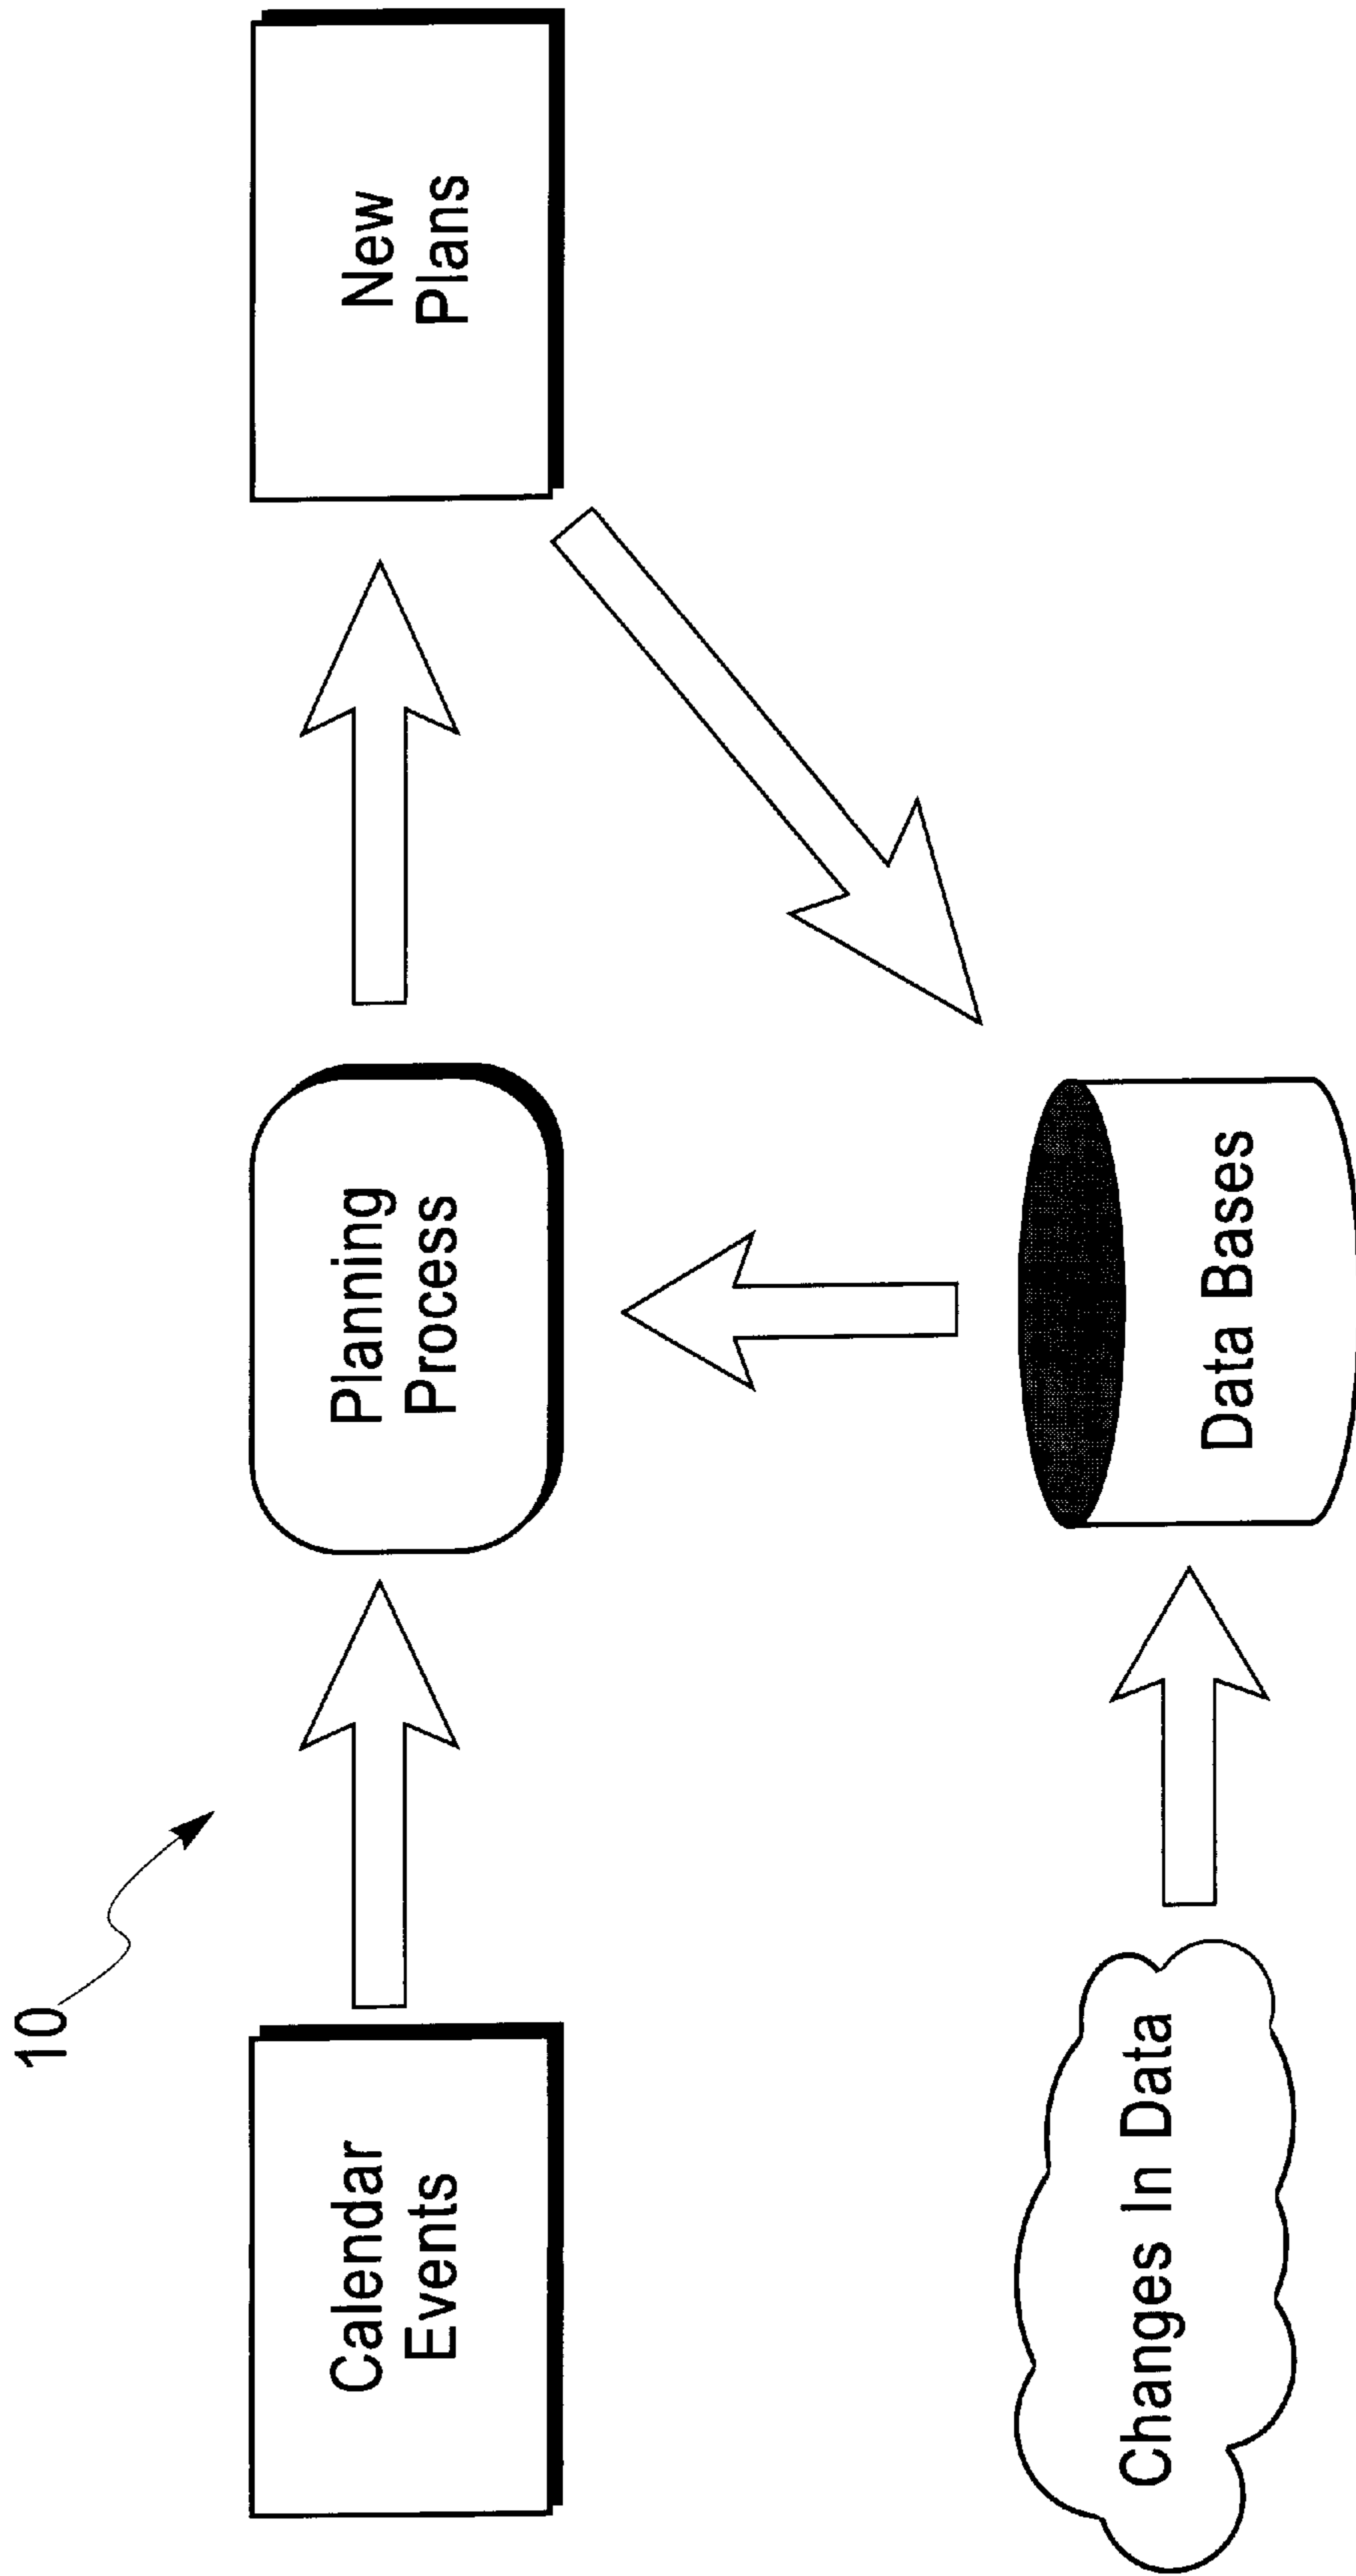 10
Calendar
Events
Planning
Process
New
Plans
Changes In Data
Data Bases